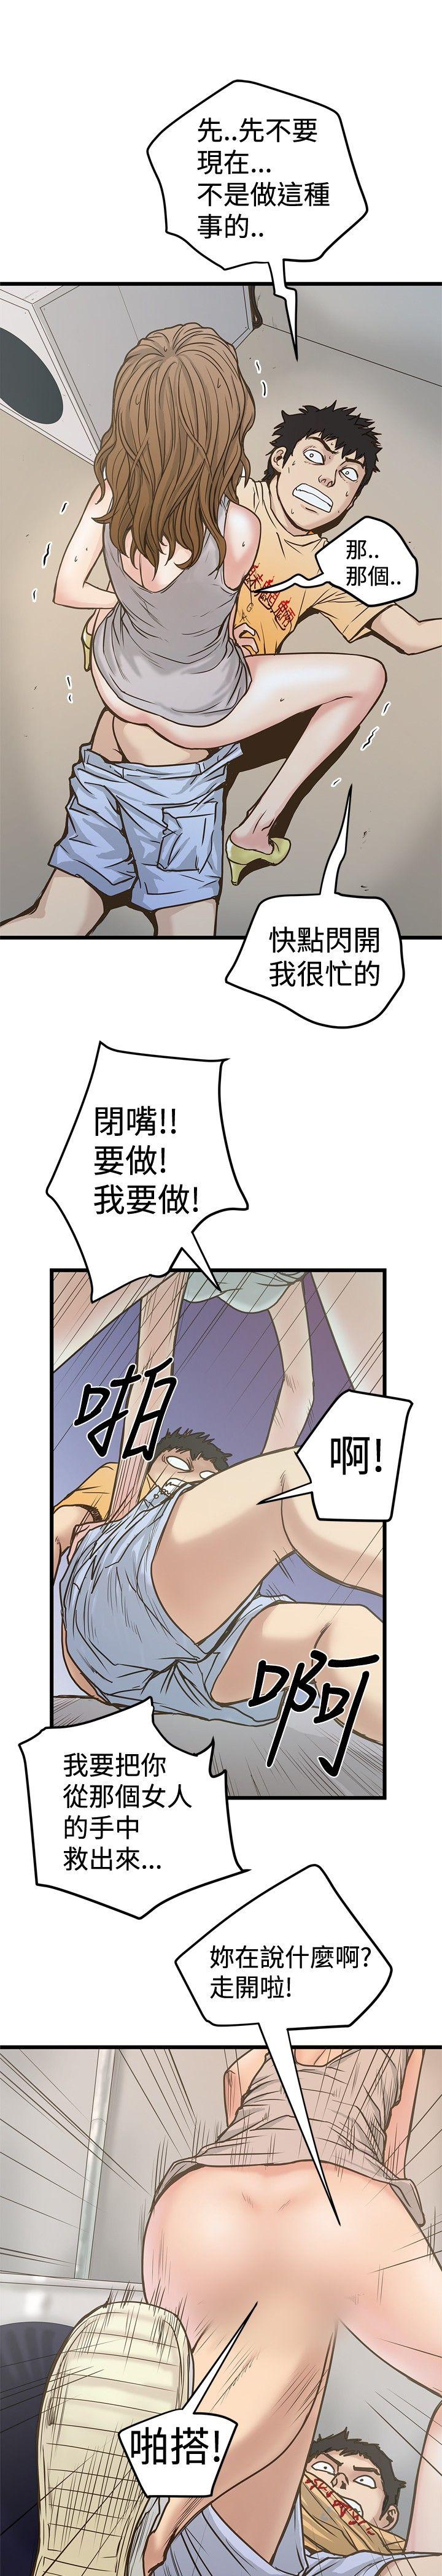 先..先不要
現在...
不是做這種
事的..
那..
那個..
快點閃開
我很忙的
閉嘴!!
要做!
我要做!
啪
啊!
啊
我要把你
從那個女人
的手中
救出來...
妳在說什麼啊?
走開啦!
啪搭!